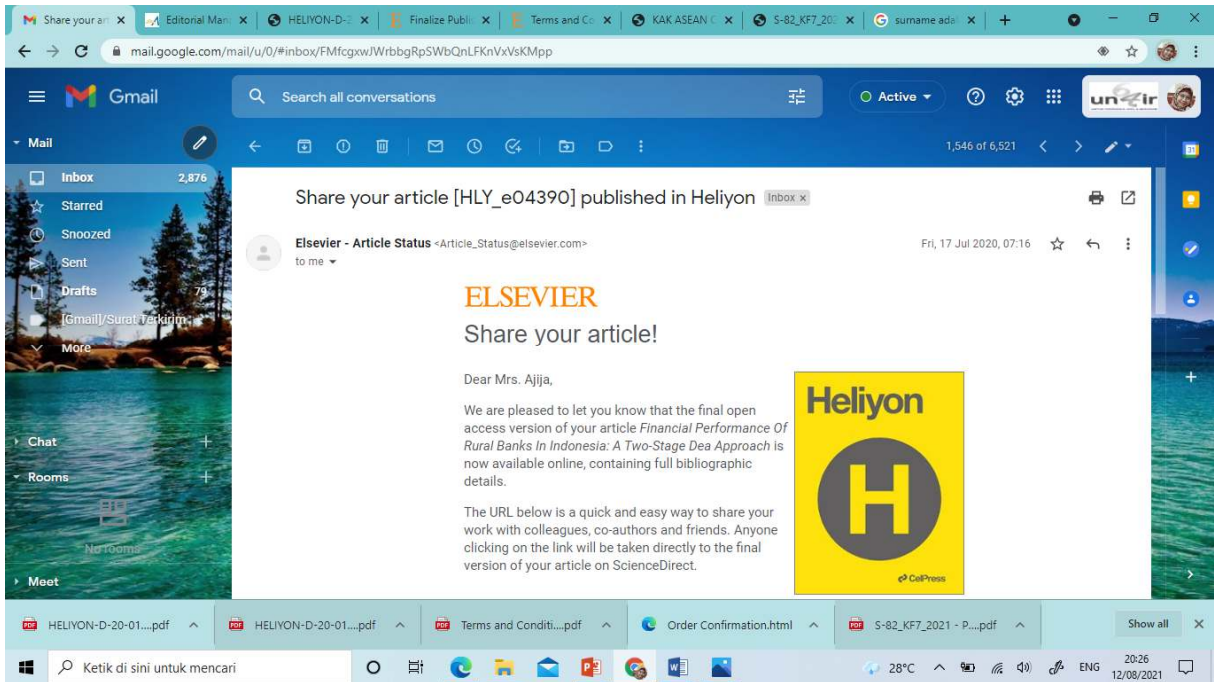 Share your art
Editorial Man
HELIYON-D-2
Finalize Public
Terms and Co
KAK ASEAN C
S-82_KF7_202
surname adal
mail.google.com/mail/u/0/#inbox/FMfcgxwJWrbbgRpSWbQnLFKnVxVsKMpp
Gmail
Search all conversations
Active
Mail
1,546 of 6,521
Inbox 2,876
Starred
Snoozed
Sent
Drafts 79
[Gmail]/Surat Terkirim
More
Chat
Rooms
No rooms
Meet
Share your article [HLY_e04390] published in Heliyon Inbox x
Elsevier - Article Status <Article_Status@elsevier.com> Fri, 17 Jul 2020, 07:16
to me
ELSEVIER
Share your article!
Dear Mrs. Ajija,
We are pleased to let you know that the final open
access version of your article Financial Performance Of
Rural Banks In Indonesia: A Two-Stage Dea Approach is
now available online, containing full bibliographic
details.
The URL below is a quick and easy way to share your
work with colleagues, co-authors and friends. Anyone
clicking on the link will be taken directly to the final
version of your article on ScienceDirect.
Heliyon
H
CelPress
HELIYON-D-20-01....pdf
HELIYON-D-20-01....pdf
Terms and Conditi....pdf
Order Confirmation.html
S-82_KF7_2021 - P....pdf
Show all
Ketik di sini untuk mencari
28°C
ENG
20:26
12/08/2021